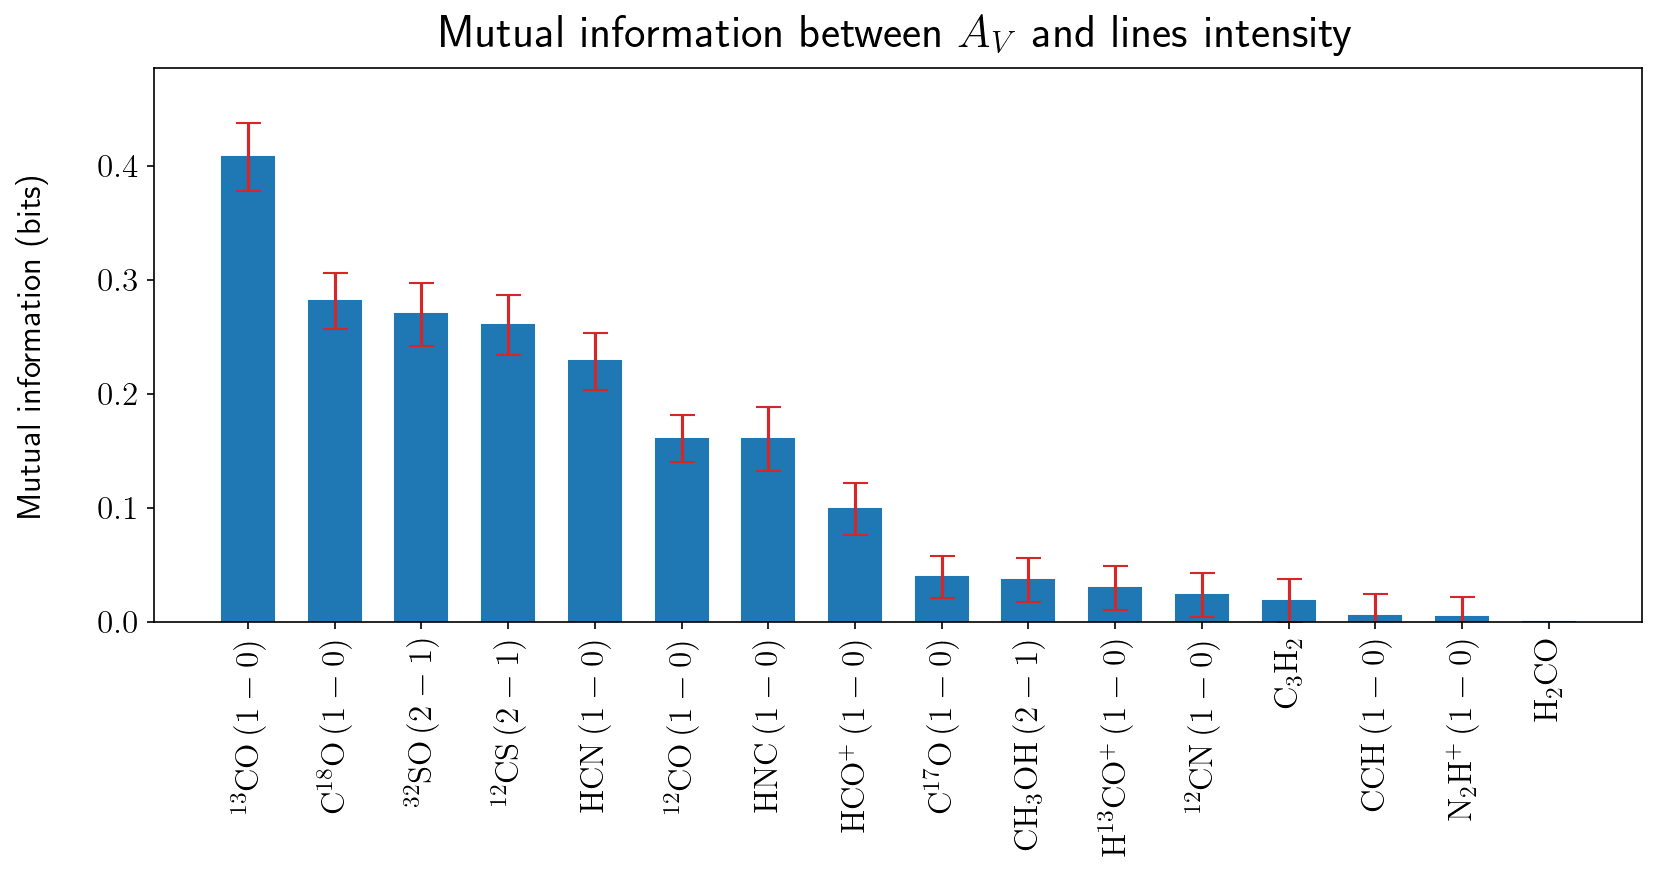 Mutual information between A_V and lines intensity
Mutual information (bits)
0.4
0.3
0.2
0.1
0.0
¹³CO (1 − 0)
C¹⁸O (1 − 0)
³²SO (2 − 1)
¹²CS (2 − 1)
HCN (1 − 0)
¹²CO (1 − 0)
HNC (1 − 0)
HCO⁺ (1 − 0)
C¹⁷O (1 − 0)
CH₃OH (2 − 1)
H¹³CO⁺ (1 − 0)
¹²CN (1 − 0)
C₃H₂
CCH (1 − 0)
N₂H⁺ (1 − 0)
H₂CO